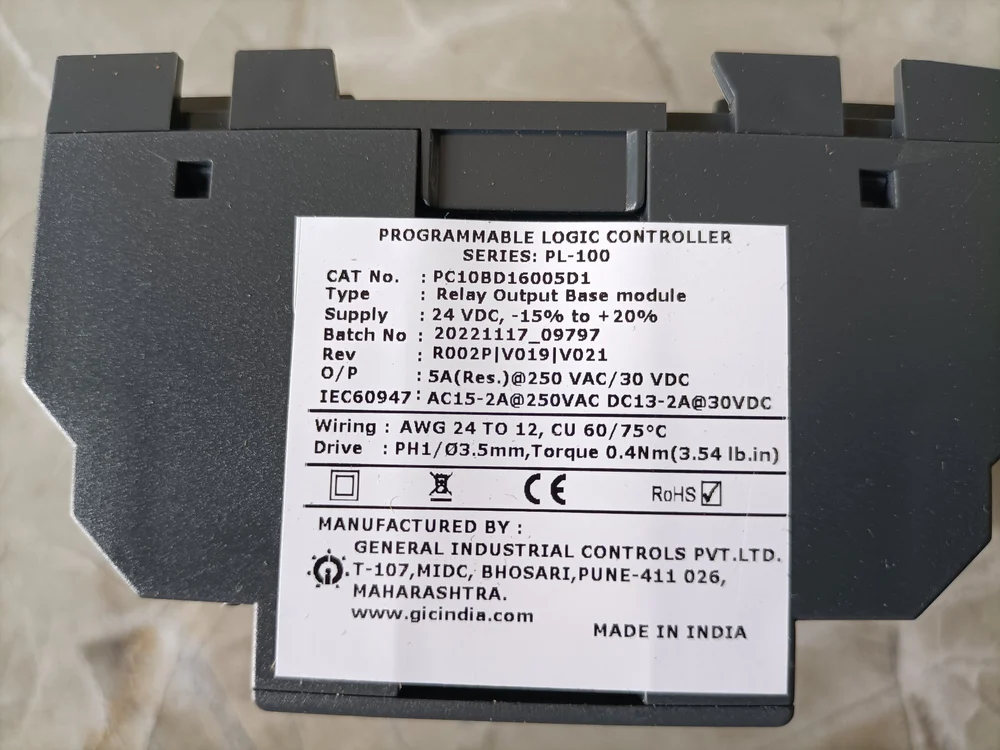 PROGRAMMABLE LOGIC CONTROLLER
SERIES: PL-100
CAT No. : PC10BD16005D1
Type : Relay Output Base module
Supply : 24 VDC, -15% to +20%
Batch No : 20221117_09797
Rev : R002P|V019|V021
O/P : 5A(Res.)@250 VAC/30 VDC
IEC60947 : AC15-2A@250VAC DC13-2A@30VDC
Wiring : AWG 24 TO 12, CU 60/75°C
Drive : PH1/Ø3.5mm,Torque 0.4Nm(3.54 lb.in)
CE RoHS
MANUFACTURED BY :
GENERAL INDUSTRIAL CONTROLS PVT.LTD.
T-107,MIDC, BHOSARI,PUNE-411 026,
MAHARASHTRA.
www.gicindia.com
MADE IN INDIA